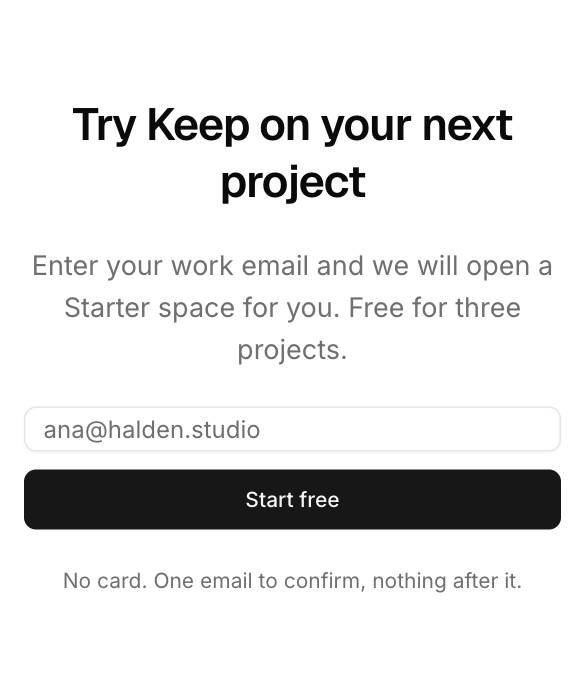 Try Keep on your next
project
Enter your work email and we will open a
Starter space for you. Free for three
projects.
ana@halden.studio
Start free
No card. One email to confirm, nothing after it.